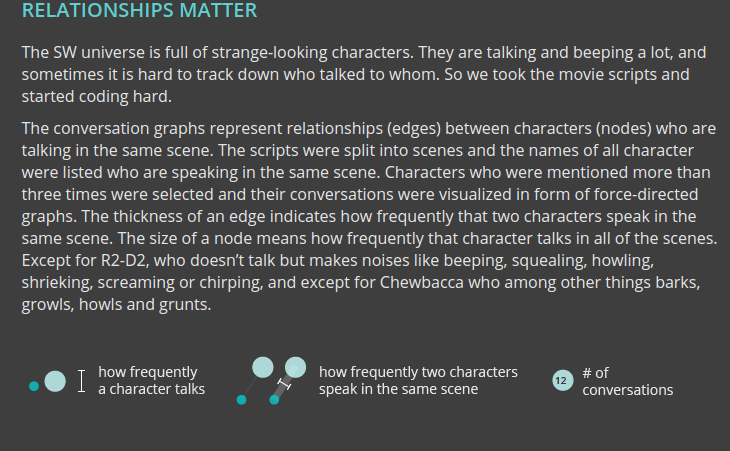 RELATIONSHIPS MATTER
The SW universe is full of strange-looking characters. They are talking and beeping a lot, and
sometimes it is hard to track down who talked to whom. So we took the movie scripts and
started coding hard.
The conversation graphs represent relationships (edges) between characters (nodes) who are
talking in the same scene. The scripts were split into scenes and the names of all character
were listed who are speaking in the same scene. Characters who were mentioned more than
three times were selected and their conversations were visualized in form of force-directed
graphs. The thickness of an edge indicates how frequently that two characters speak in the
same scene. The size of a node means how frequently that character talks in all of the scenes.
Except for R2-D2, who doesn’t talk but makes noises like beeping, squealing, howling,
shrieking, screaming or chirping, and except for Chewbacca who among other things barks,
growls, howls and grunts.
how frequently
a character talks
how frequently two characters
speak in the same scene
12
# of
conversations